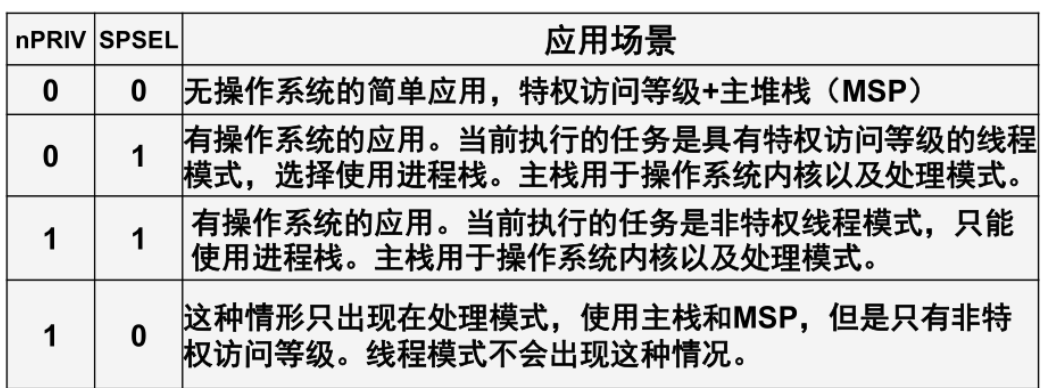 nPRIV SPSEL 应用场景
0 0 无操作系统的简单应用，特权访问等级+主堆栈（MSP）
0 1 有操作系统的应用。当前执行的任务是具有特权访问等级的线程
模式，选择使用进程栈。主栈用于操作系统内核以及处理模式。
1 1 有操作系统的应用。当前执行的任务是非特权线程模式，只能
使用进程栈。主栈用于操作系统内核以及处理模式。
1 0 这种情形只出现在处理模式，使用主栈和MSP，但是只有非特
权访问等级。线程模式不会出现这种情况。